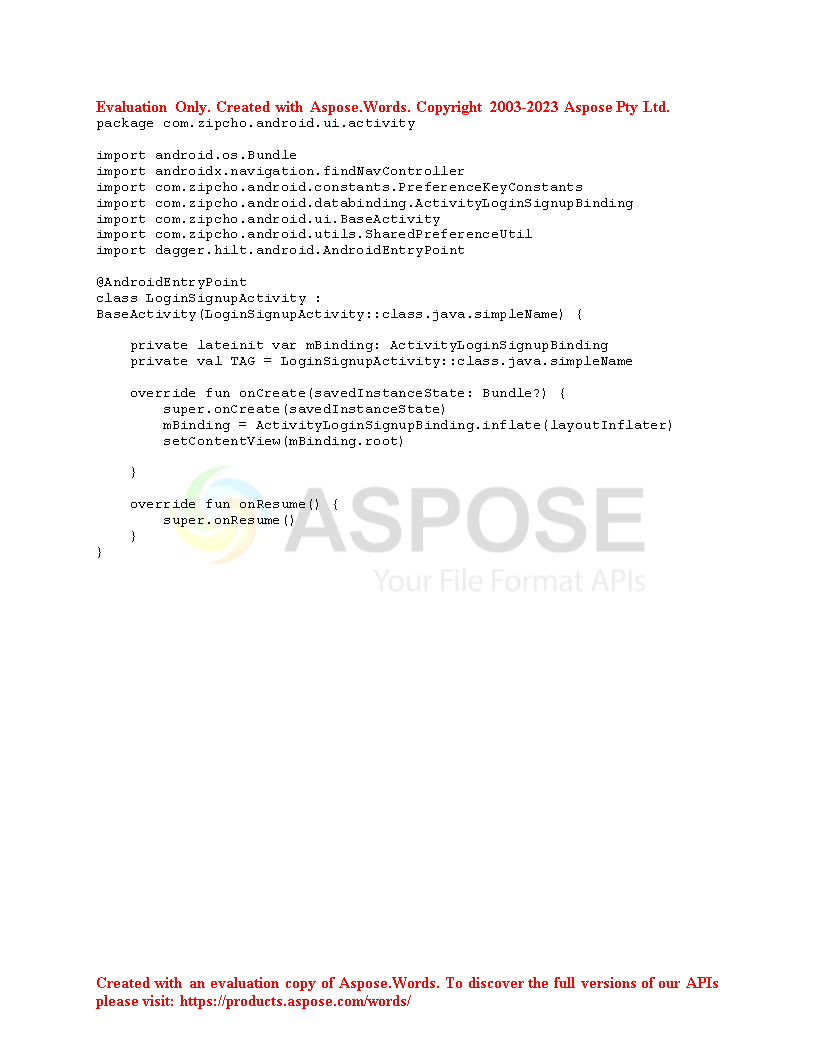 Evaluation Only. Created with Aspose.Words. Copyright 2003-2023 Aspose Pty Ltd.
package com.zipcho.android.ui.activity

import android.os.Bundle
import androidx.navigation.findNavController
import com.zipcho.android.constants.PreferenceKeyConstants
import com.zipcho.android.databinding.ActivityLoginSignupBinding
import com.zipcho.android.ui.BaseActivity
import com.zipcho.android.utils.SharedPreferenceUtil
import dagger.hilt.android.AndroidEntryPoint

@AndroidEntryPoint
class LoginSignupActivity :
BaseActivity(LoginSignupActivity::class.java.simpleName) {

    private lateinit var mBinding: ActivityLoginSignupBinding
    private val TAG = LoginSignupActivity::class.java.simpleName

    override fun onCreate(savedInstanceState: Bundle?) {
        super.onCreate(savedInstanceState)
        mBinding = ActivityLoginSignupBinding.inflate(layoutInflater)
        setContentView(mBinding.root)

    }

    override fun onResume() {
        super.onResume()
    }
}
ASPOSE
Your File Format APIs
Created with an evaluation copy of Aspose.Words. To discover the full versions of our APIs
please visit: https://products.aspose.com/words/